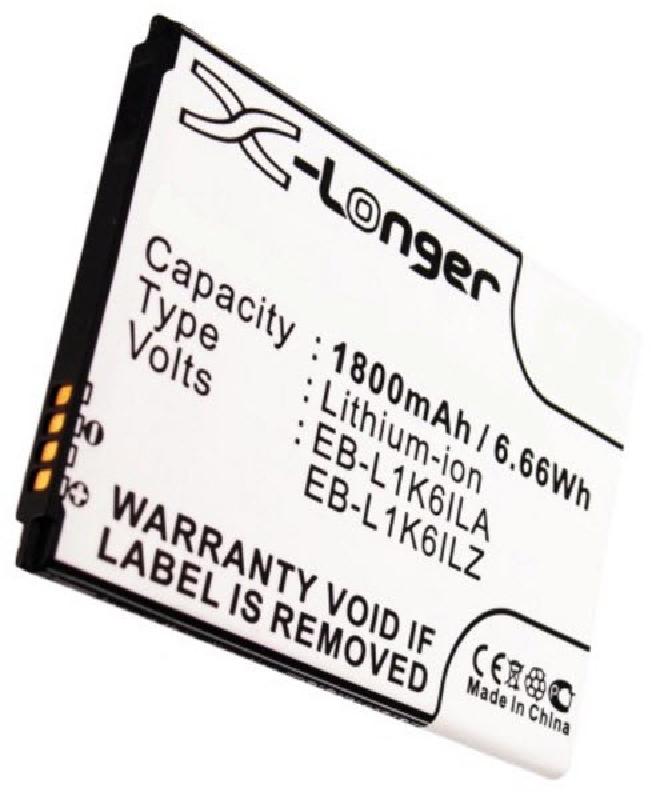 X-Longer
Capacity : 1800mAh / 6.66Wh
Type : Lithium-ion
Volts : EB-L1K6ILA
EB-L1K6ILZ
WARRANTY VOID IF
LABEL IS REMOVED
CE PG
Made In China